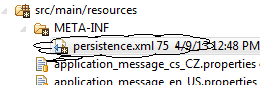 src/main/resources
META-INF
persistence.xml 75 4/9/13 12:48 PM
application_message_cs_CZ.properties
application_message_en_US.properties